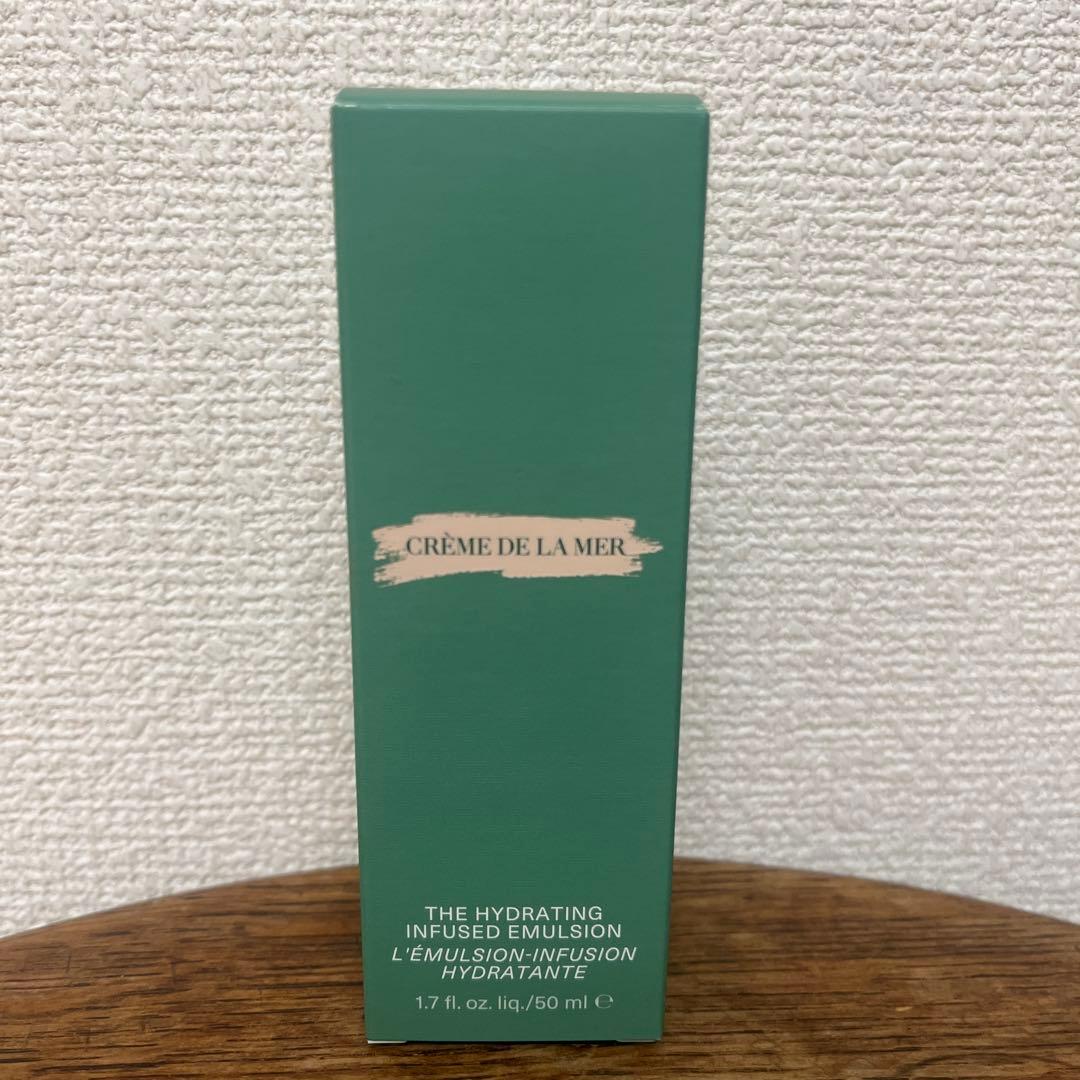 CRÈME DE LA MER
THE HYDRATING
INFUSED EMULSION
L'ÉMULSION-INFUSION
HYDRATANTE
1.7 fl. oz. liq./50 ml ℮